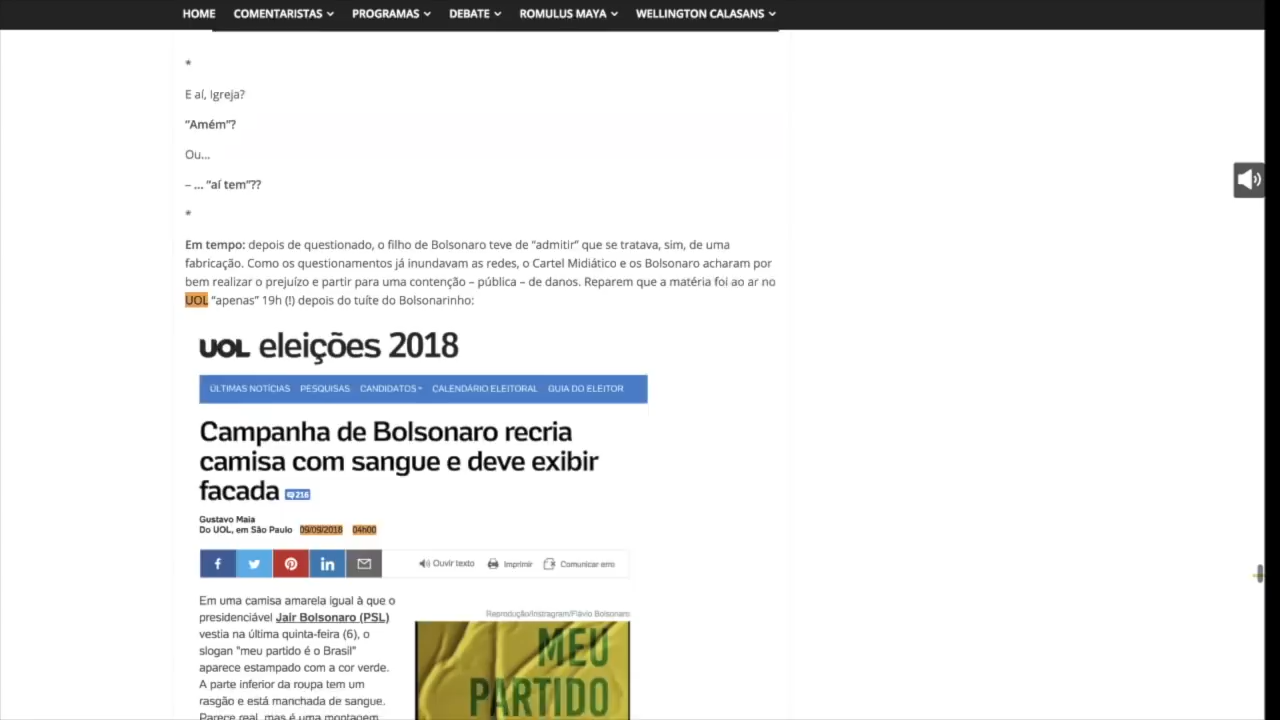 HOME COMENTARISTAS PROGRAMAS DEBATE ROMULUS MAYA WELLINGTON CALASANS
*
E aí, Igreja?
“Amém”?
Ou…
– … “aí tem”??
*
Em tempo: depois de questionado, o filho de Bolsonaro teve de “admitir” que se tratava, sim, de uma
fabricação. Como os questionamentos já inundavam as redes, o Cartel Midiático e os Bolsonaro acharam por
bem realizar o prejuízo e partir para uma contenção – pública – de danos. Reparem que a matéria foi ao ar no
UOL “apenas” 19h (!) depois do tuíte do Bolsonarinho:
UOL eleições 2018
ÚLTIMAS NOTÍCIAS PESQUISAS CANDIDATOS CALENDÁRIO ELEITORAL GUIA DO ELEITOR
Campanha de Bolsonaro recria
camisa com sangue e deve exibir
facada 216
Gustavo Maia
Do UOL, em São Paulo 09/09/2018 04h00
Ouvir texto Imprimir Comunicar erro
Em uma camisa amarela igual à que o
presidenciável Jair Bolsonaro (PSL)
vestia na última quinta-feira (6), o
slogan "meu partido é o Brasil"
aparece estampado com a cor verde.
A parte inferior da roupa tem um
rasgão e está manchada de sangue.
Parece real, mas é uma montagem
Reprodução/Instragram/Flávio Bolsonaro
MEU
PARTIDO